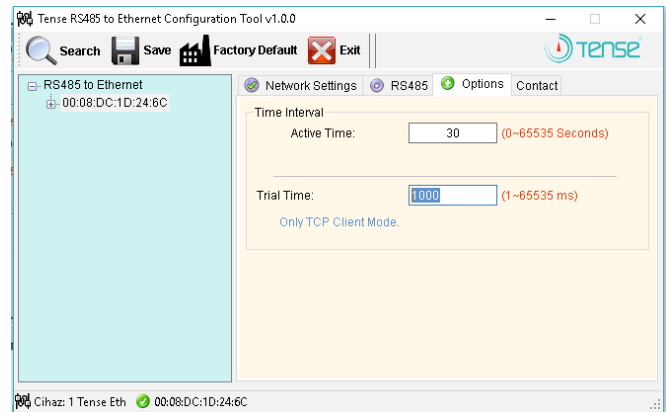 Tense RS485 to Ethernet Configuration Tool v1.0.0
Search Save Factory Default Exit TENSE
RS485 to Ethernet
00:08:DC:1D:24:6C
Network Settings RS485 Options Contact
Time Interval
Active Time: 30 (0~65535 Seconds)
Trial Time: 1000 (1~65535 ms)
Only TCP Client Mode.
Cihaz: 1 Tense Eth 00:08:DC:1D:24:6C